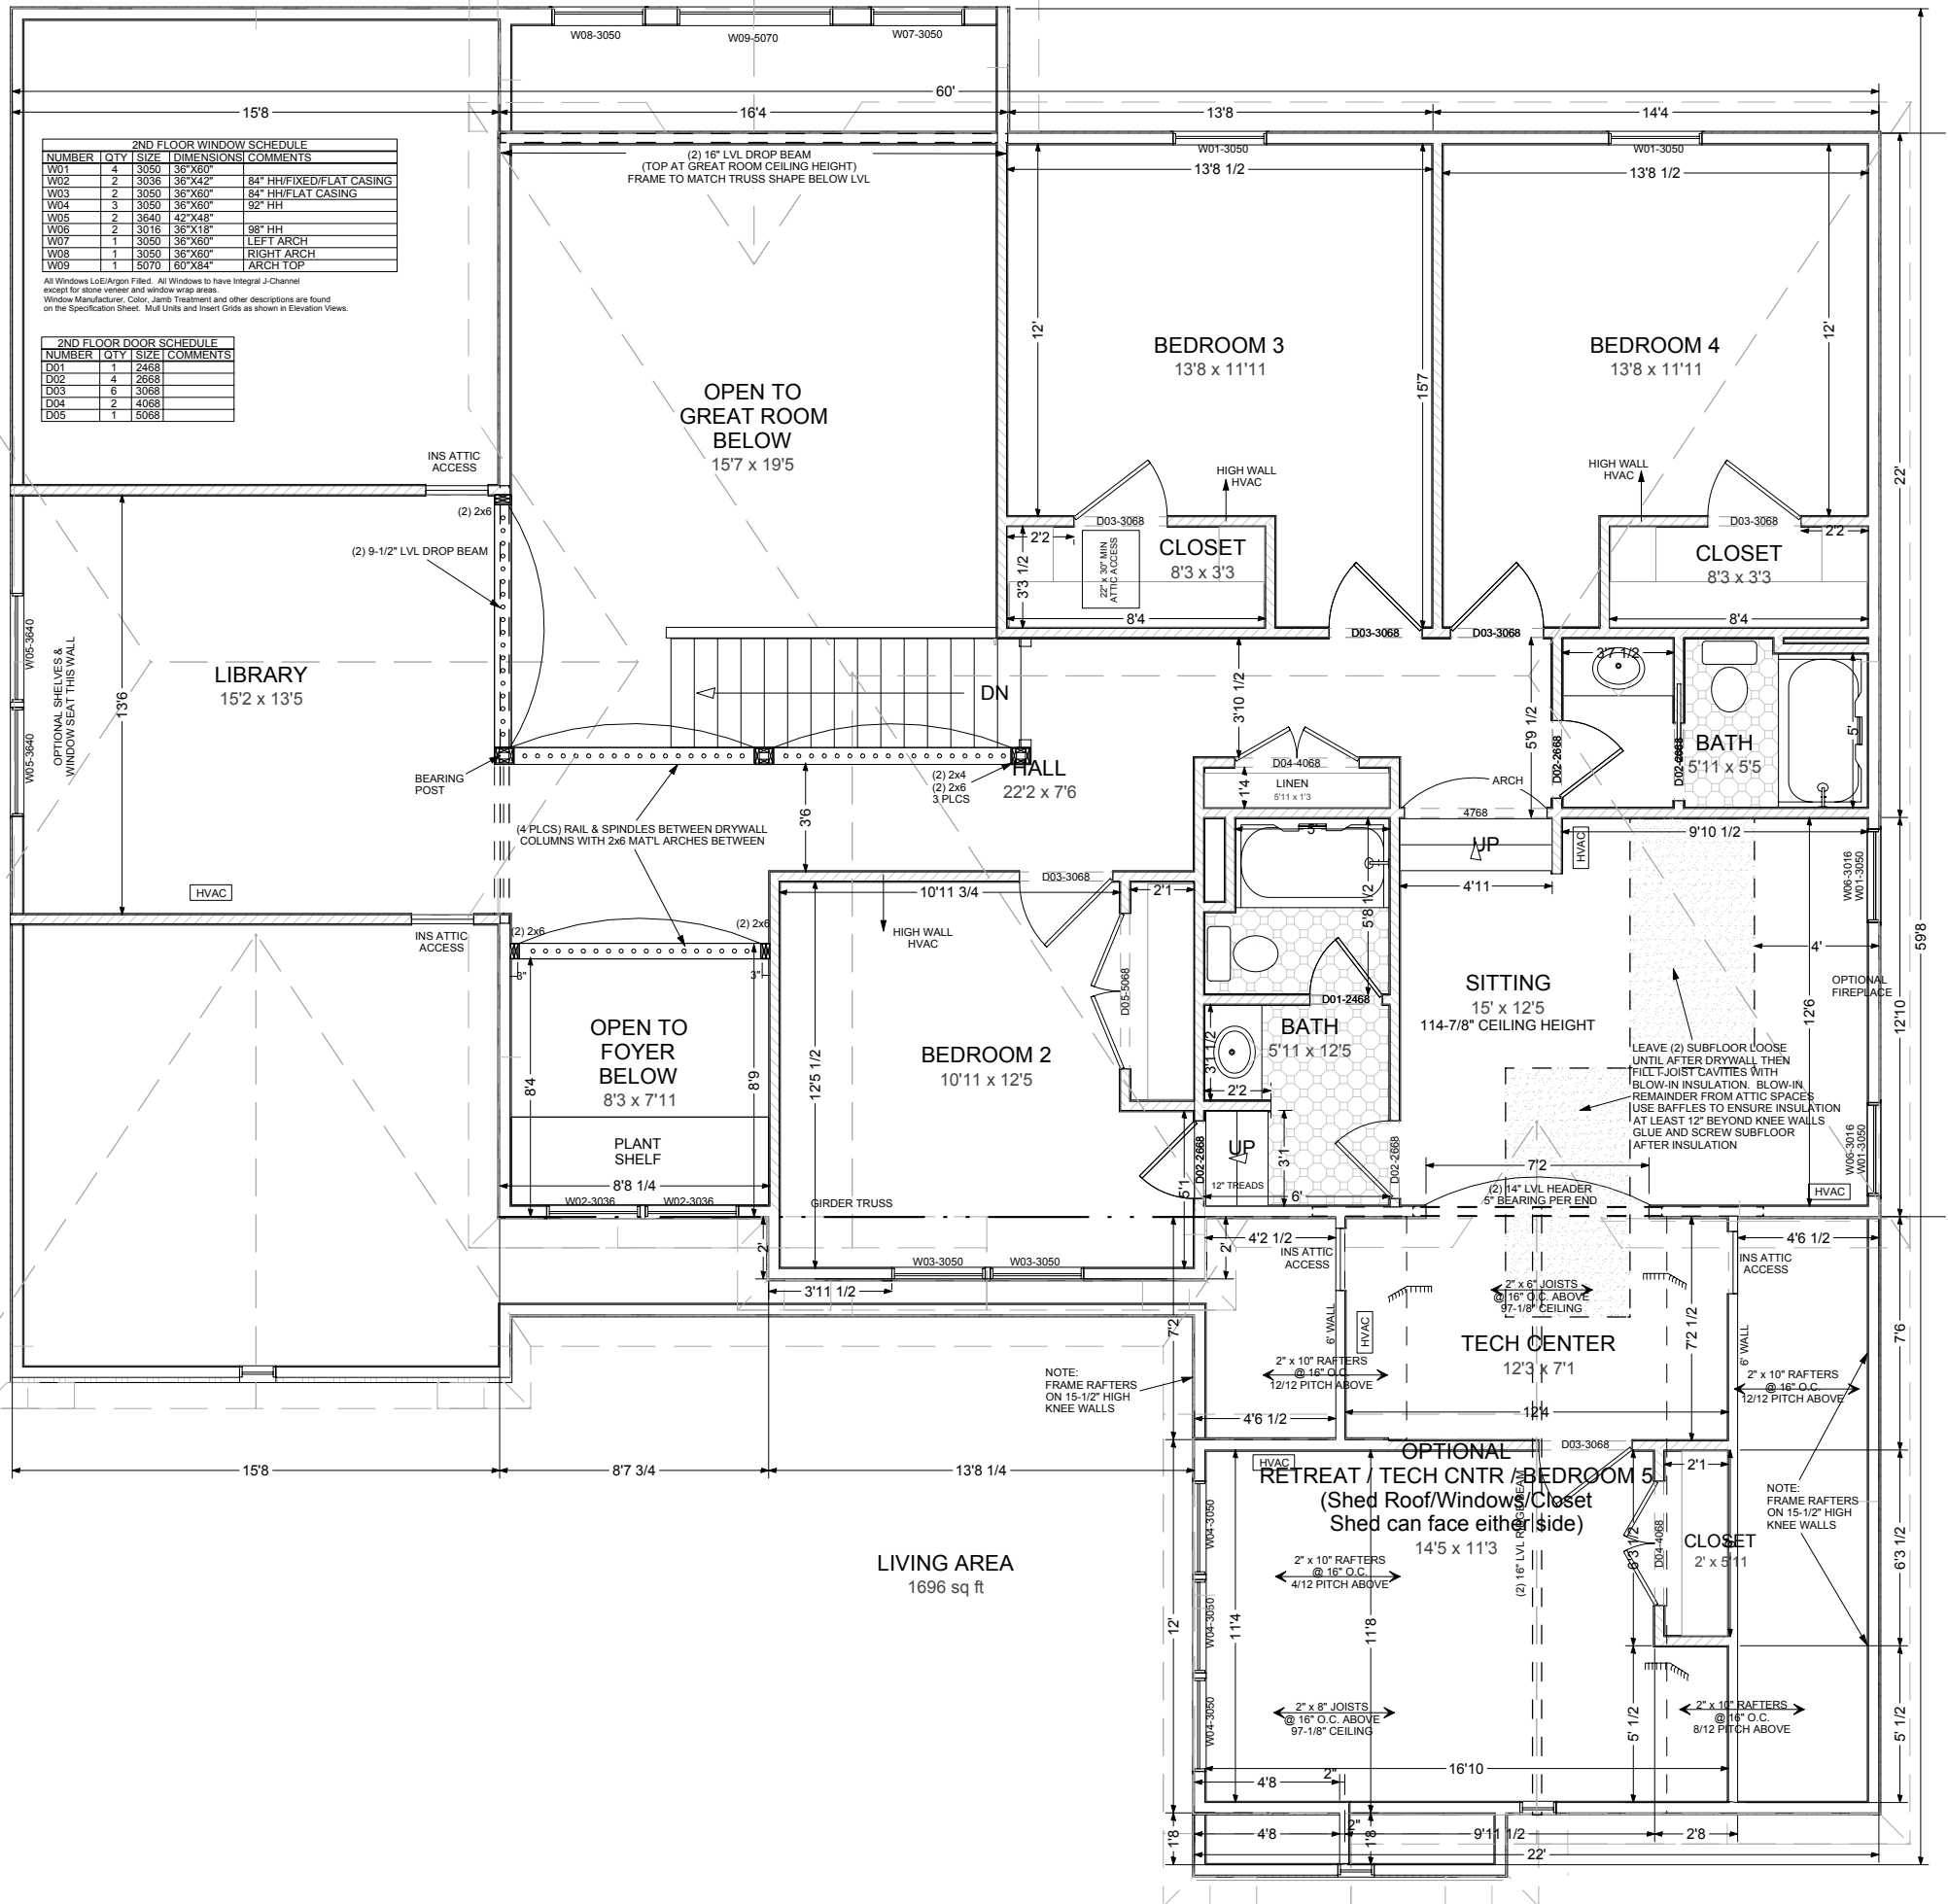 W08-3050
W09-5070
W07-3050
60'
15'8
16'4
13'8
14'4
2ND FLOOR WINDOW SCHEDULE
NUMBER QTY SIZE DIMENSIONS COMMENTS
W01 4 3050 36"X60"
W02 2 3036 36"X42" 84" HH/FIXED/FLAT CASING
W03 2 3050 36"X60" 84" HH/FLAT CASING
W04 3 3050 36"X60" 92" HH
W05 2 3640 42"X48"
W06 2 3016 36"X18" 98" HH
W07 1 3050 36"X60" LEFT ARCH
W08 1 3050 36"X60" RIGHT ARCH
W09 1 5070 60"X84" ARCH TOP
All Windows LoE/Argon Filled. All Windows to have Integral J-Channel
except for stone veneer and window wrap areas.
Window Manufacturer, Color, Jamb Treatment and other descriptions are found
on the Specification Sheet. Mull Units and Insert Grids as shown in Elevation Views.
2ND FLOOR DOOR SCHEDULE
NUMBER QTY SIZE COMMENTS
D01 1 2468
D02 4 2668
D03 6 3068
D04 2 4068
D05 1 5068
(2) 16" LVL DROP BEAM
(TOP AT GREAT ROOM CEILING HEIGHT)
FRAME TO MATCH TRUSS SHAPE BELOW LVL
W01-3050
13'8 1/2
W01-3050
13'8 1/2
12'
15'7
12'
22'
59'8
BEDROOM 3
13'8 x 11'11
BEDROOM 4
13'8 x 11'11
OPEN TO
GREAT ROOM
BELOW
15'7 x 19'5
INS ATTIC
ACCESS
(2) 2x6
(2) 9-1/2" LVL DROP BEAM
HIGH WALL
HVAC
HIGH WALL
HVAC
D03-3068
2'2
CLOSET
8'3 x 3'3
22" x 30" MIN
ATTIC ACCESS
3'3 1/2
8'4
D03-3068
2'2
CLOSET
8'3 x 3'3
8'4
D03-3068
D03-3068
W05-3640
W05-3640
OPTIONAL SHELVES &
WINDOW SEAT THIS WALL
13'6
LIBRARY
15'2 x 13'5
DN
3'10 1/2
5'9 1/2
3'7 1/2
D02-2668
D02-2668
BATH
5'11 x 5'5
5'
BEARING
POST
(2) 2x4
(2) 2x6
3 PLCS
HALL
22'2 x 7'6
D04-4068
LINEN
5'11 x 1'3
1'4
ARCH
4768
UP
4'11
HVAC
9'10 1/2
3'6
(4 PLCS) RAIL & SPINDLES BETWEEN DRYWALL
COLUMNS WITH 2x6 MAT'L ARCHES BETWEEN
HVAC
INS ATTIC
ACCESS
(2) 2x6
(2) 2x6
3"
3"
D03-3068
10'11 3/4
2'1
HIGH WALL
HVAC
5'
5'8 1/2
W06-3016
W01-3050
4'
OPTIONAL
FIREPLACE
12'6
12'10
SITTING
15' x 12'5
114-7/8" CEILING HEIGHT
D05-5068
D01-2468
BATH
5'11 x 12'5
3'1 1/2
2'2
OPEN TO
FOYER
BELOW
8'3 x 7'11
8'4
8'9
PLANT
SHELF
8'8 1/4
W02-3036
W02-3036
12'5 1/2
BEDROOM 2
10'11 x 12'5
LEAVE (2) SUBFLOOR LOOSE
UNTIL AFTER DRYWALL THEN
FILL I-JOIST CAVITIES WITH
BLOW-IN INSULATION. BLOW-IN
REMAINDER FROM ATTIC SPACES
USE BAFFLES TO ENSURE INSULATION
AT LEAST 12" BEYOND KNEE WALLS
GLUE AND SCREW SUBFLOOR
AFTER INSULATION
W06-3016
W01-3050
HVAC
UP
12" TREADS
3'1
6'
D02-2668
D02-2668
5'1
7'2
(2) 14" LVL HEADER
5" BEARING PER END
GIRDER TRUSS
W03-3050
W03-3050
2'
2'
3'11 1/2
4'2 1/2
INS ATTIC
ACCESS
4'6 1/2
INS ATTIC
ACCESS
7'2
6" WALL
HVAC
2" x 6" JOISTS
@ 16" O.C. ABOVE
97-1/8" CEILING
TECH CENTER
12'3 x 7'1
7'2 1/2
7'6
6" WALL
2" x 10" RAFTERS
@ 16" O.C.
12/12 PITCH ABOVE
2" x 10" RAFTERS
@ 16" O.C.
12/12 PITCH ABOVE
NOTE:
FRAME RAFTERS
ON 15-1/2" HIGH
KNEE WALLS
4'6 1/2
12'4
15'8
8'7 3/4
13'8 1/4
HVAC
D03-3068
OPTIONAL
RETREAT / TECH CNTR / BEDROOM 5
(Shed Roof/Windows/Closet
Shed can face either side)
14'5 x 11'3
2'1
NOTE:
FRAME RAFTERS
ON 15-1/2" HIGH
KNEE WALLS
(2) 16" LVL RIDGE BEAM
6'3 1/2
D04-4068
CLOSET
2' x 5'11
6'3 1/2
W04-3050
W04-3050
W04-3050
2" x 10" RAFTERS
@ 16" O.C.
4/12 PITCH ABOVE
LIVING AREA
1696 sq ft
12'
11'4
11'8
2" x 8" JOISTS
@ 16" O.C. ABOVE
97-1/8" CEILING
5' 1/2
2" x 10" RAFTERS
@ 16" O.C.
8/12 PITCH ABOVE
5' 1/2
16'10
4'8
2"
1'8
4'8
2"
1'8
9'11 1/2
2'8
22'